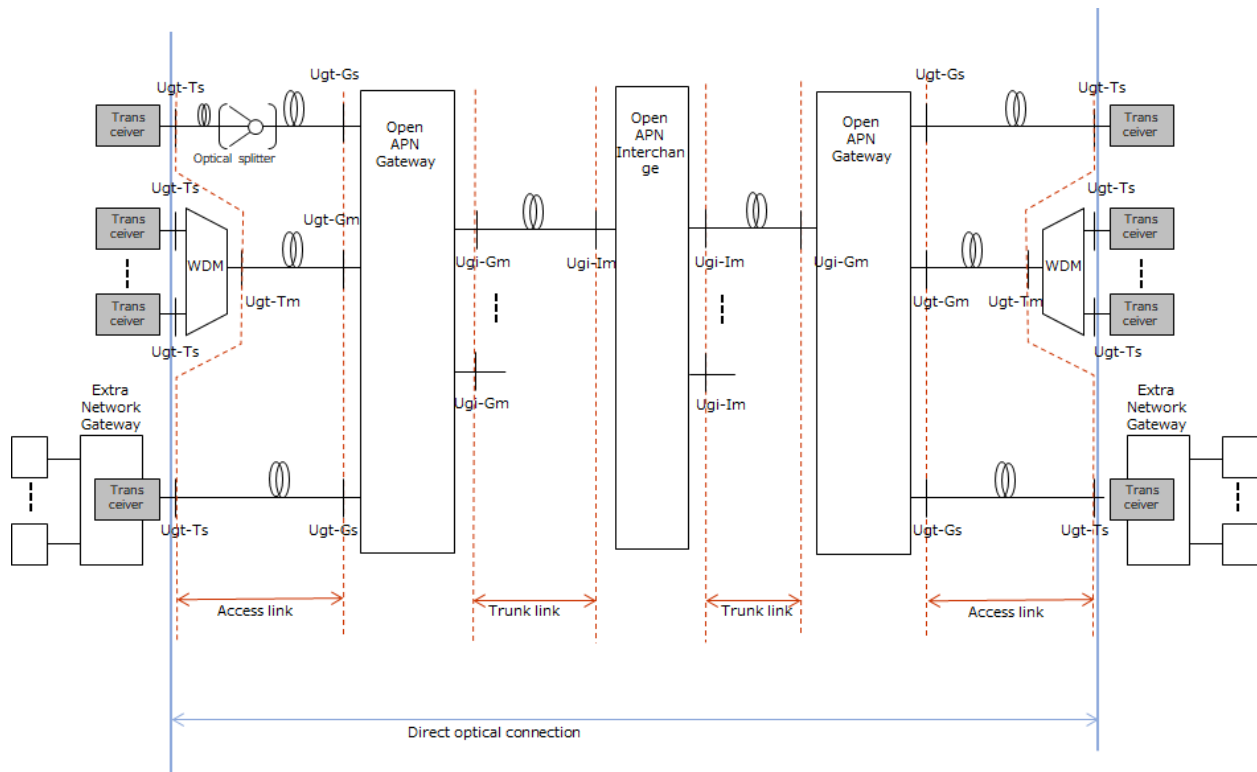 Ugt-Gs
Ugt-Gs
Ugt-Ts
Ugt-Ts
Trans
ceiver
Optical splitter
Open
APN
Gateway
Open
APN
Interchan
ge
Open
APN
Gateway
Trans
ceiver
Ugt-Ts
Ugt-Ts
Trans
ceiver
WDM
Ugt-Gm
Trans
ceiver
WDM
Ugi-Gm
Ugi-Im
Ugi-Im
Ugi-Gm
Ugt-Tm
Ugt-Gm
Ugt-Tm
Trans
ceiver
Trans
ceiver
Ugt-Ts
Ugt-Ts
Extra
Network
Gateway
Ugi-Gm
Ugi-Im
Extra
Network
Gateway
Trans
ceiver
Trans
ceiver
Ugt-Ts
Ugt-Gs
Ugt-Gs
Ugt-Ts
Access link
Trunk link
Trunk link
Access link
Direct optical connection